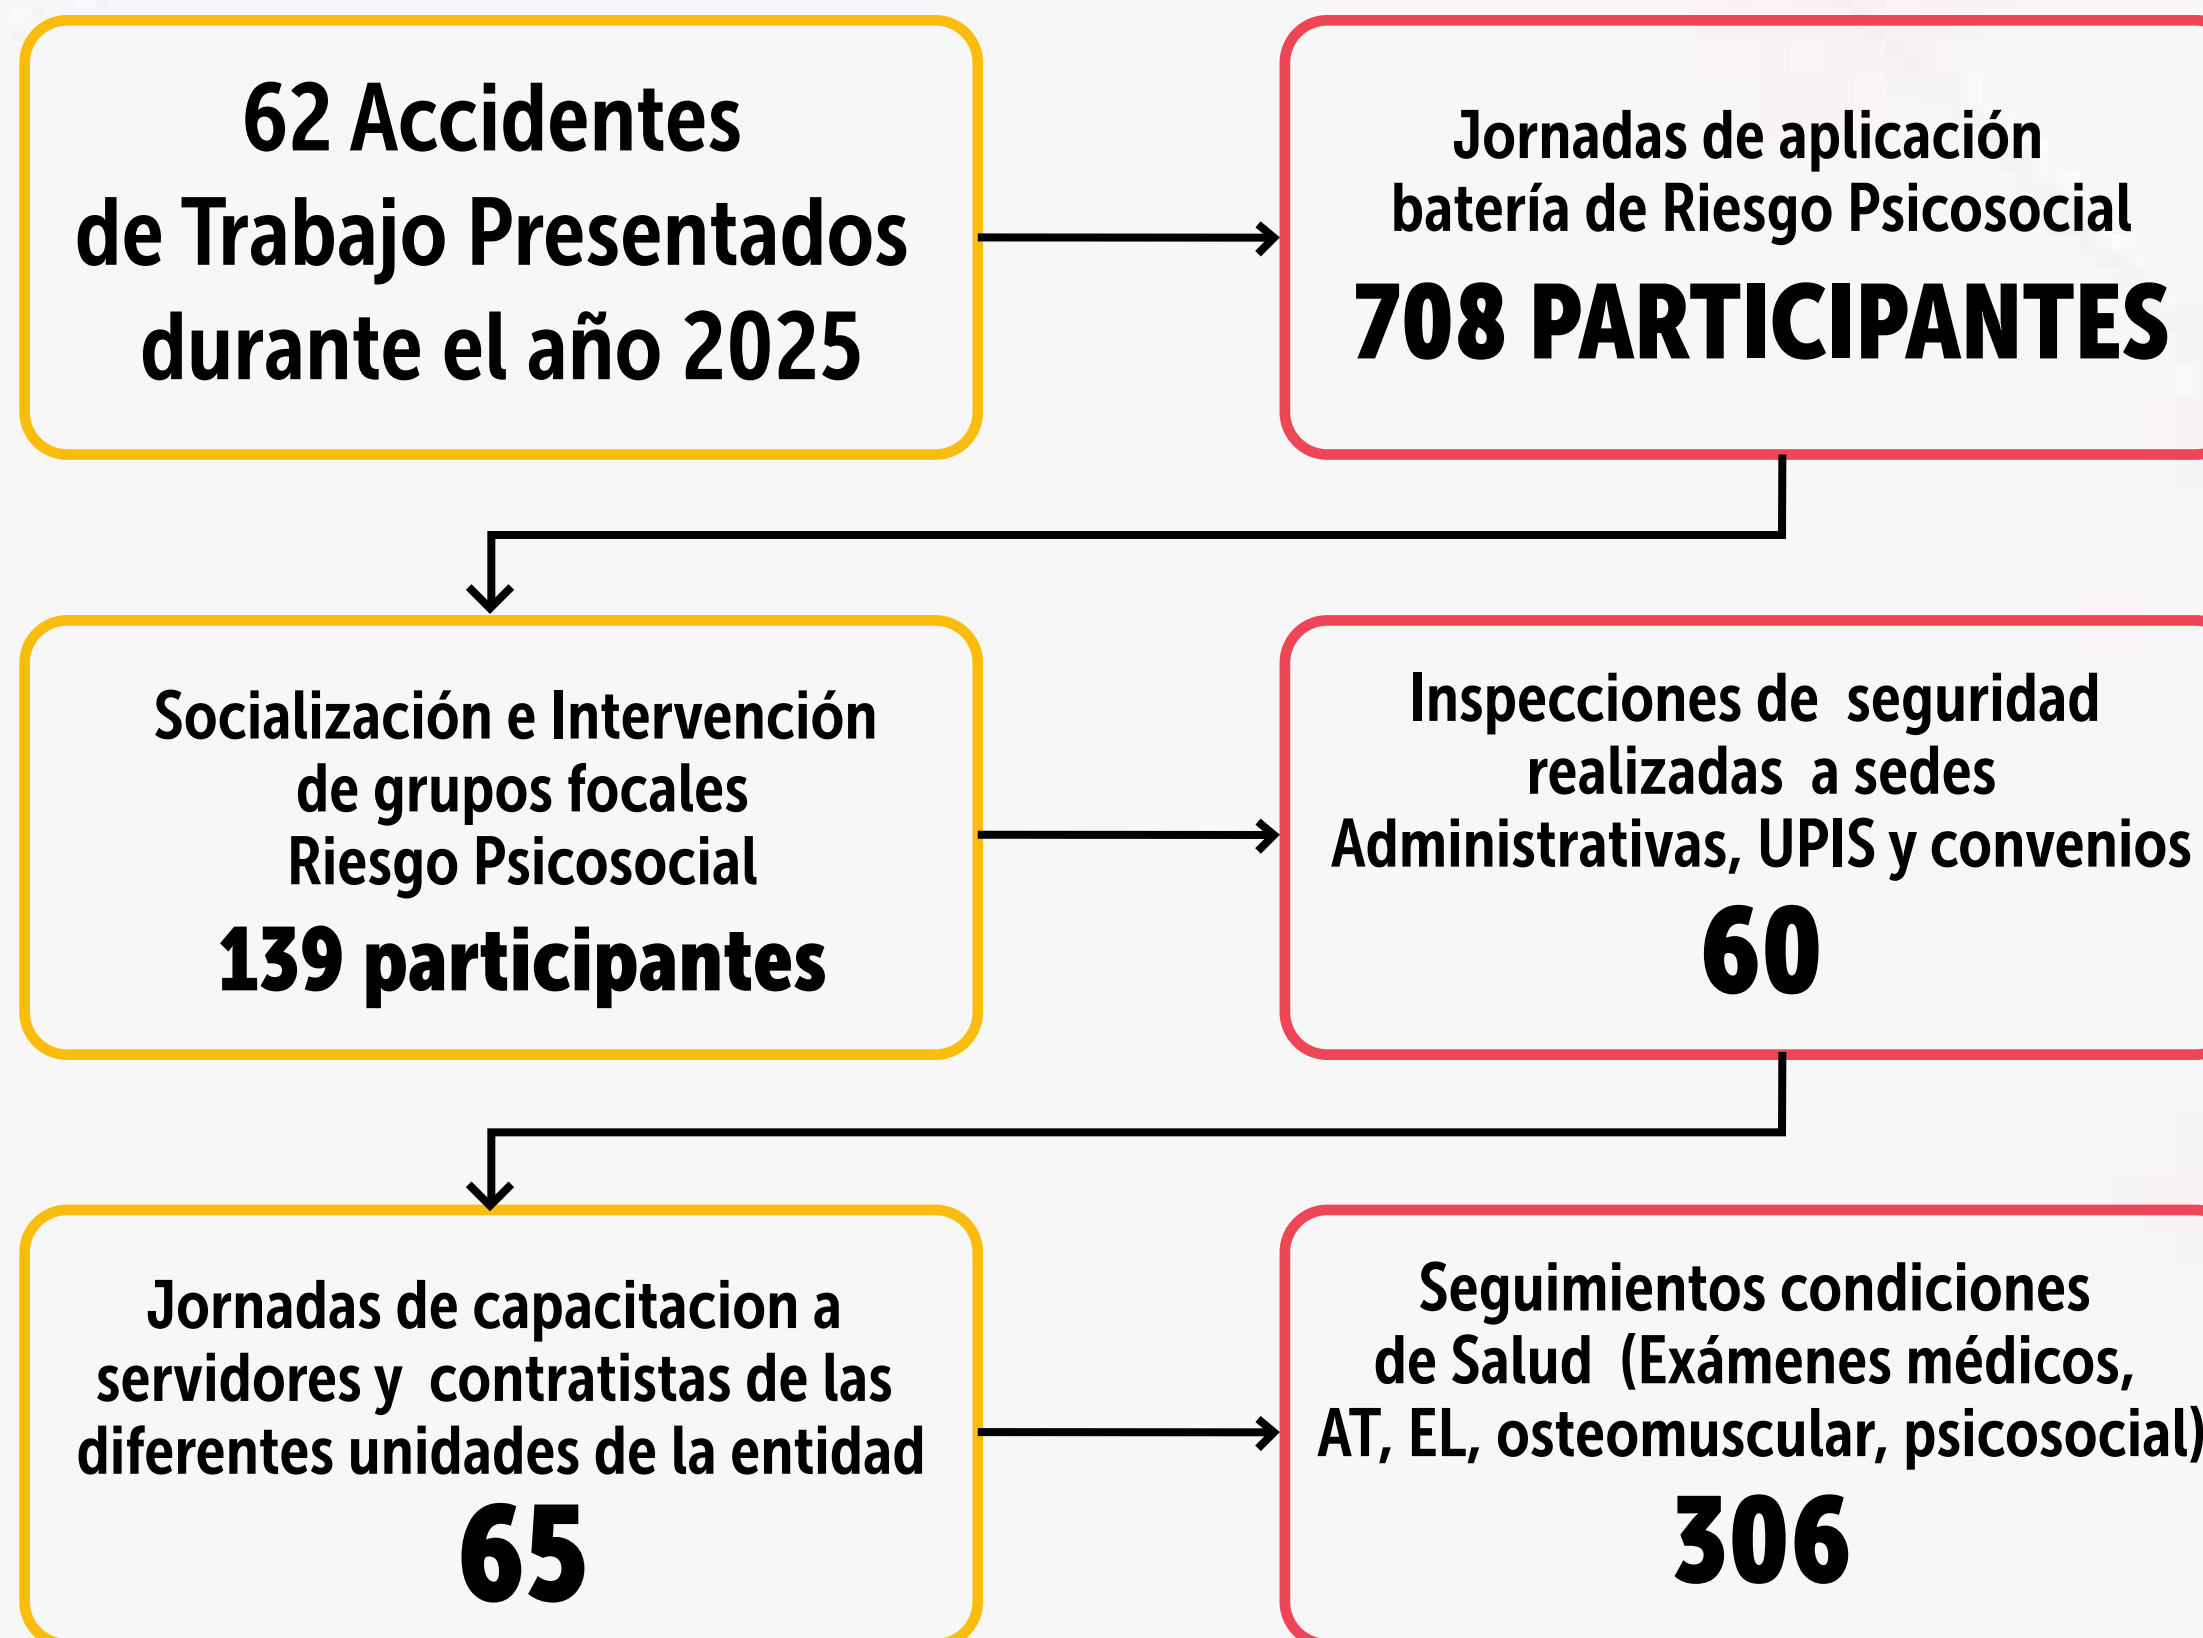 62 Accidentes
de Trabajo Presentados
durante el año 2025
Jornadas de aplicación
batería de Riesgo Psicosocial
708 PARTICIPANTES
Socialización e Intervención
de grupos focales
Riesgo Psicosocial
139 participantes
Inspecciones de seguridad
realizadas a sedes
Administrativas, UPIS y convenios
60
Jornadas de capacitacion a
servidores y contratistas de las
diferentes unidades de la entidad
65
Seguimientos condiciones
de Salud (Exámenes médicos,
AT, EL, osteomuscular, psicosocial)
306